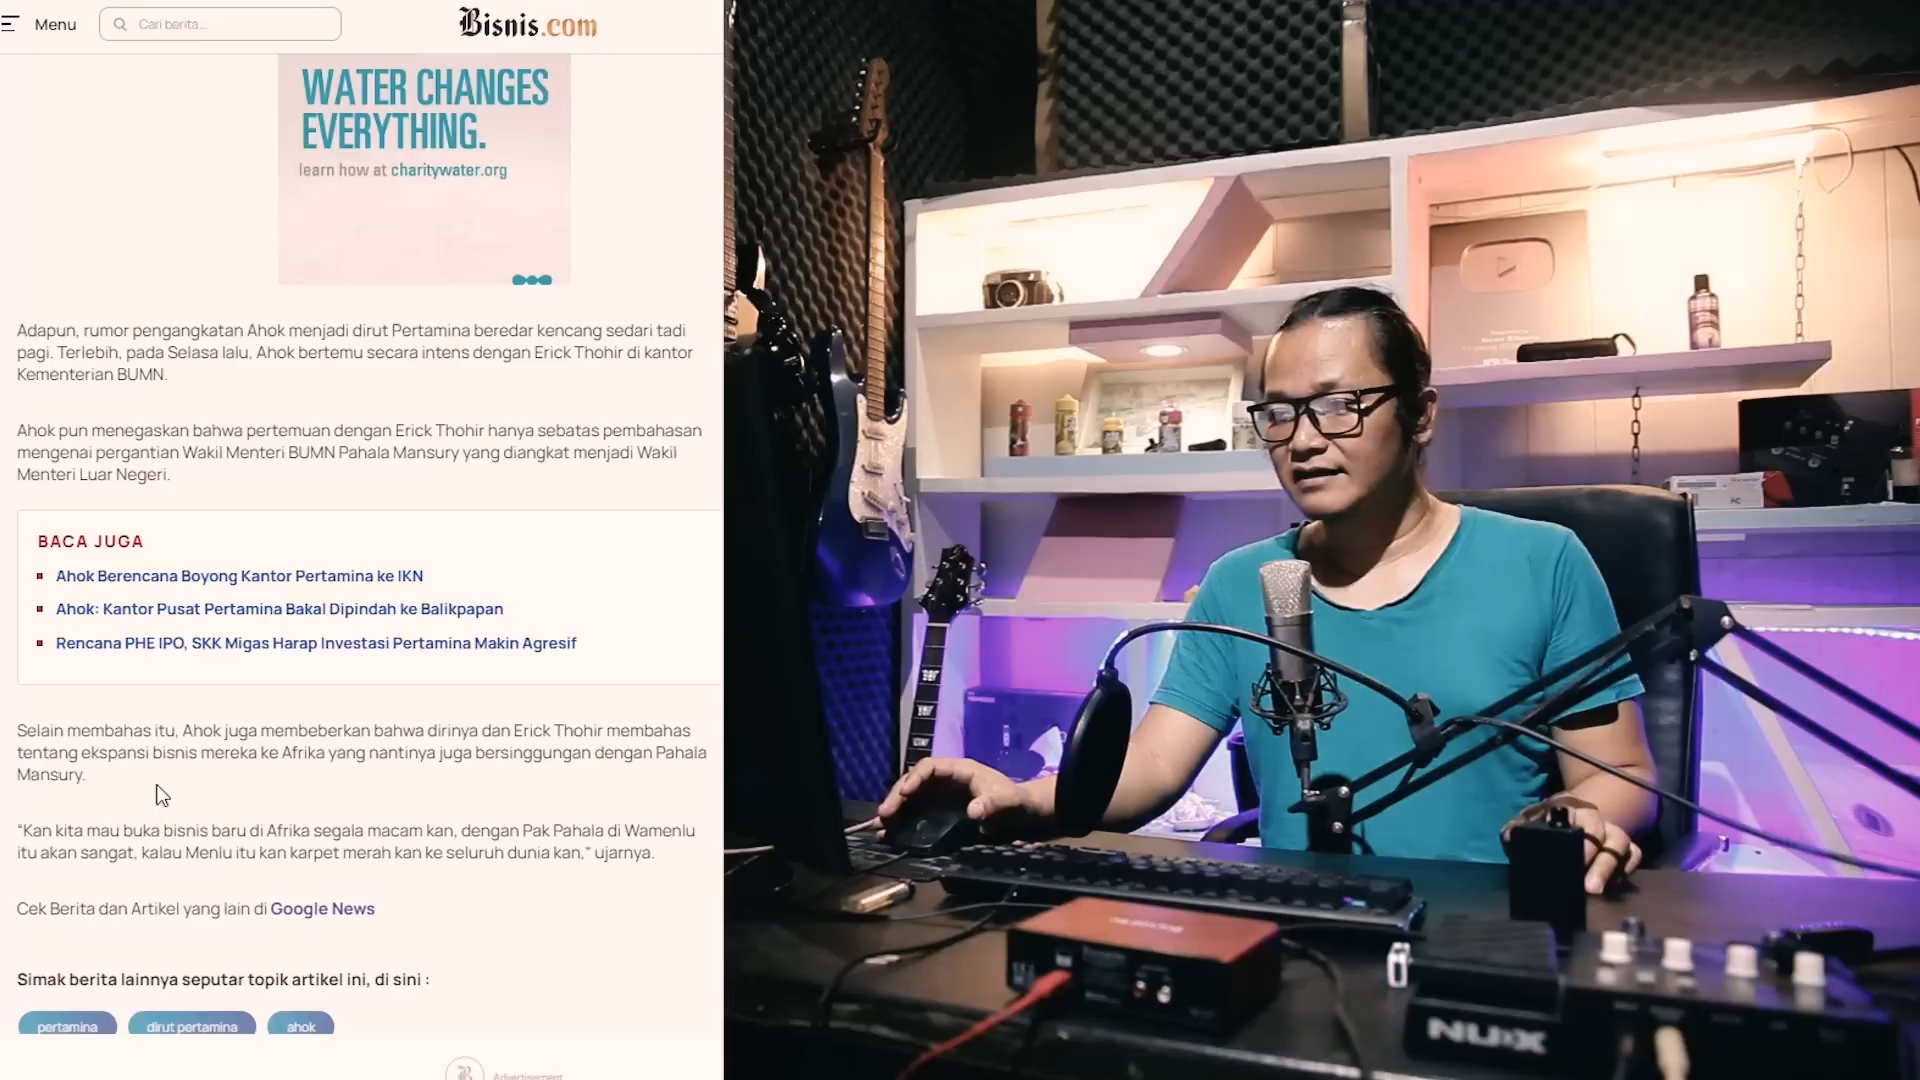 Menu
Cari berita...
Bisnis.com
WATER CHANGES
EVERYTHING.
learn how at charitywater.org
Adapun, rumor pengangkatan Ahok menjadi dirut Pertamina beredar kencang sedari tadi
pagi. Terlebih, pada Selasa lalu, Ahok bertemu secara intens dengan Erick Thohir di kantor
Kementerian BUMN.
Ahok pun menegaskan bahwa pertemuan dengan Erick Thohir hanya sebatas pembahasan
mengenai pergantian Wakil Menteri BUMN Pahala Mansury yang diangkat menjadi Wakil
Menteri Luar Negeri.
BACA JUGA
Ahok Berencana Boyong Kantor Pertamina ke IKN
Ahok: Kantor Pusat Pertamina Bakal Dipindah ke Balikpapan
Rencana PHE IPO, SKK Migas Harap Investasi Pertamina Makin Agresif
Selain membahas itu, Ahok juga membeberkan bahwa dirinya dan Erick Thohir membahas
tentang ekspansi bisnis mereka ke Afrika yang nantinya juga bersinggungan dengan Pahala
Mansury.
“Kan kita mau buka bisnis baru di Afrika segala macam kan, dengan Pak Pahala di Wamenlu
itu akan sangat, kalau Menlu itu kan karpet merah kan ke seluruh dunia kan,” ujarnya.
Cek Berita dan Artikel yang lain di Google News
Simak berita lainnya seputar topik artikel ini, di sini :
pertamina
dirut pertamina
ahok
Advertisement
NUX